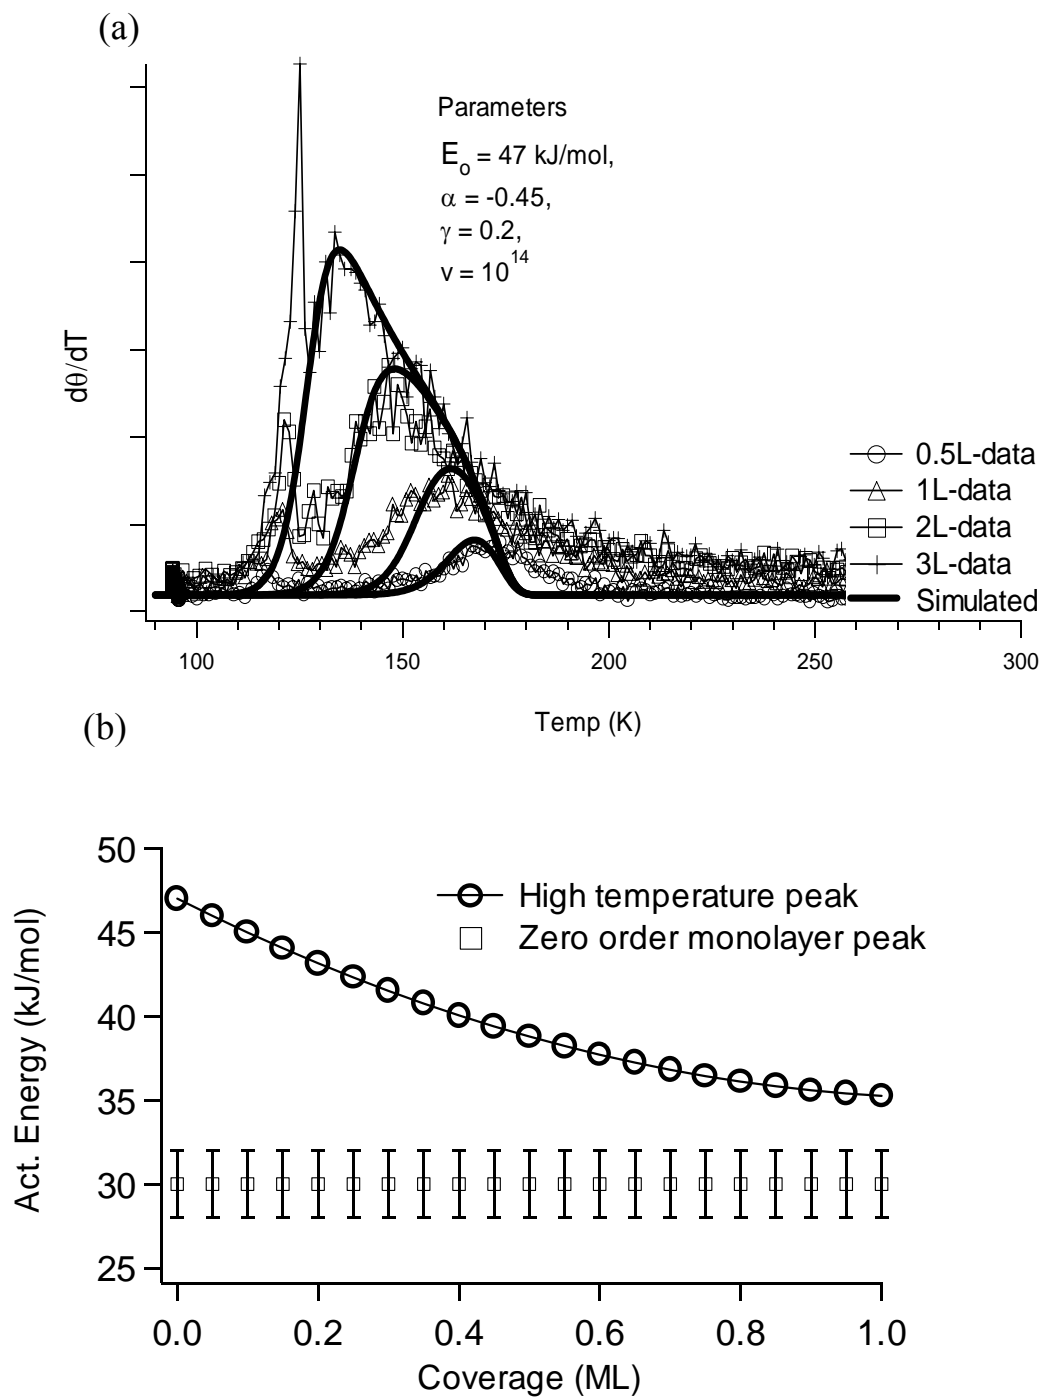 (a)
Parameters
E₀ = 47 kJ/mol,
α = -0.45,
γ = 0.2,
v = 10¹⁴
dθ/dT
0.5L-data
1L-data
2L-data
3L-data
Simulated
100 150 200 250 300
Temp (K)
(b)
50
45
40
35
30
25
Act. Energy (kJ/mol)
High temperature peak
Zero order monolayer peak
0.0 0.2 0.4 0.6 0.8 1.0
Coverage (ML)